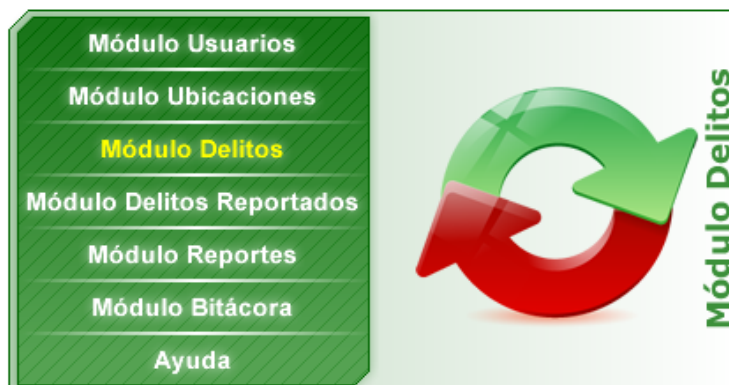 Módulo Usuarios
Módulo Ubicaciones
Módulo Delitos
Módulo Delitos Reportados
Módulo Reportes
Módulo Bitácora
Ayuda
Módulo Delitos